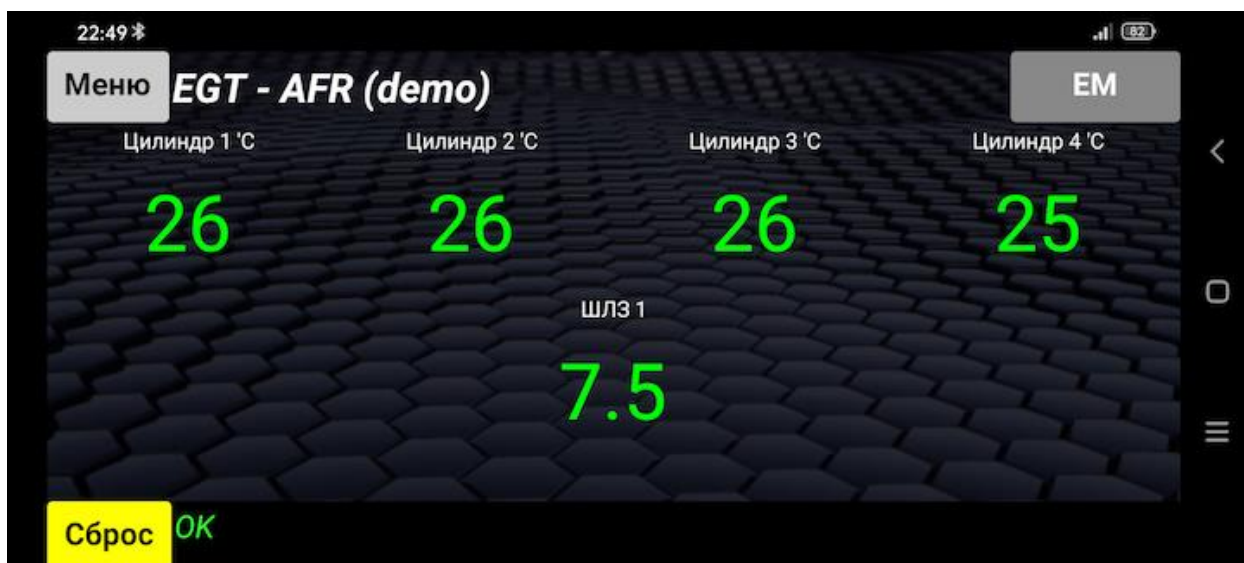 22:49 82
Меню EGT - AFR (demo) EM
Цилиндр 1 'C Цилиндр 2 'C Цилиндр 3 'C Цилиндр 4 'C
26 26 26 25
ШЛЗ 1
7.5
Сброс OK